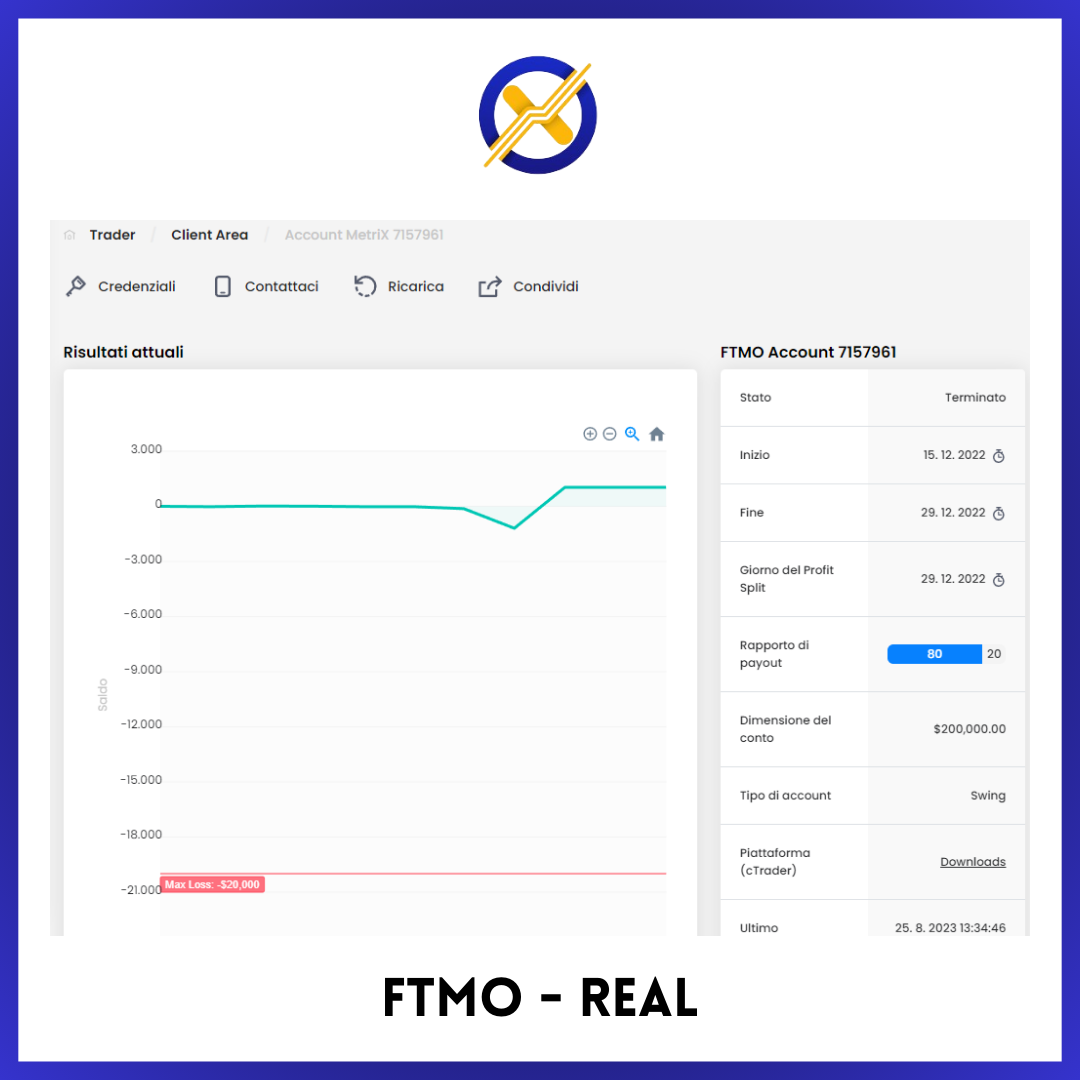 Trader / Client Area / Account MetriX 7157961
Credenziali Contattaci Ricarica Condividi
Risultati attuali
3.000
0
-3.000
-6.000
-9.000
-12.000
-15.000
-18.000
-21.000
Saldo
Max Loss: -$20,000
FTMO Account 7157961
Stato Terminato
Inizio 15. 12. 2022
Fine 29. 12. 2022
Giorno del Profit
Split
29. 12. 2022
Rapporto di
payout
80 20
Dimensione del
conto
$200,000.00
Tipo di account Swing
Piattaforma
(cTrader)
Downloads
Ultimo 25. 8. 2023 13:34:46
FTMO - REAL